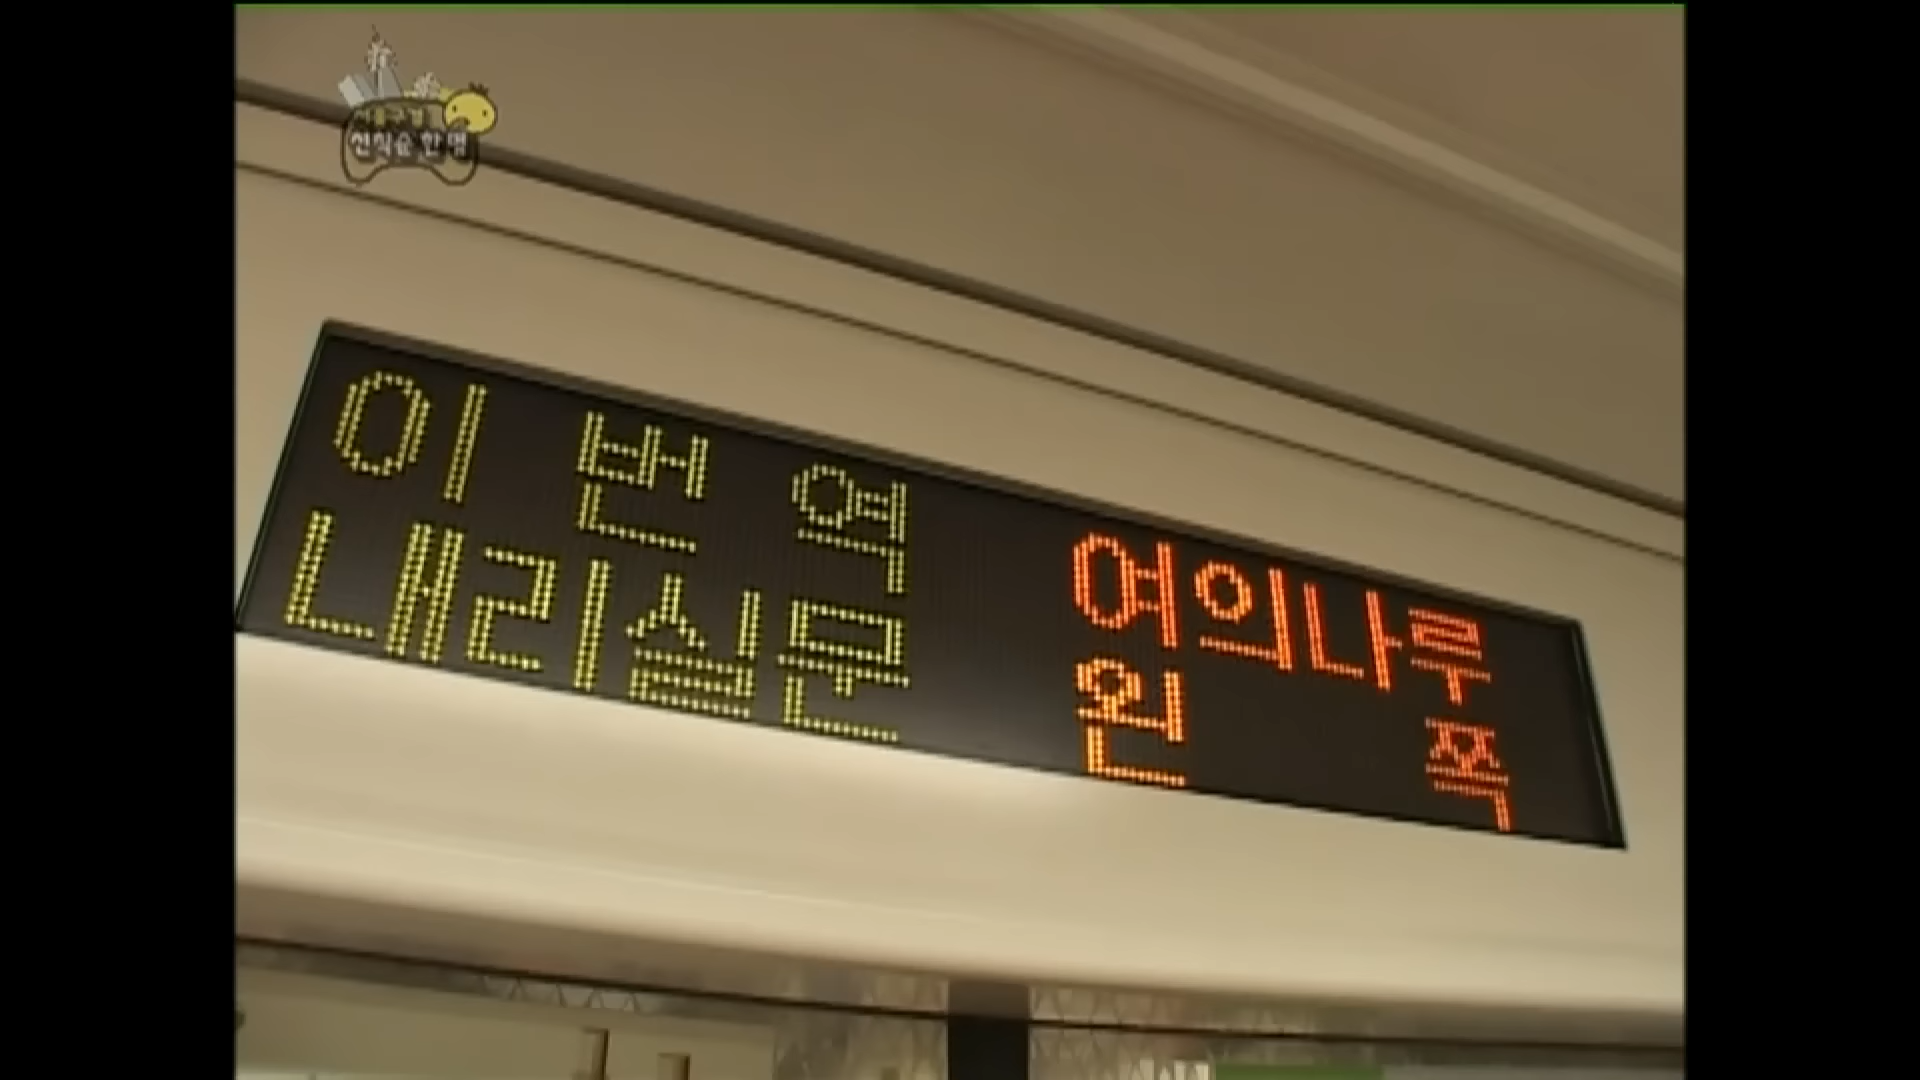 이번역 여의나루
내리실문 왼 쪽